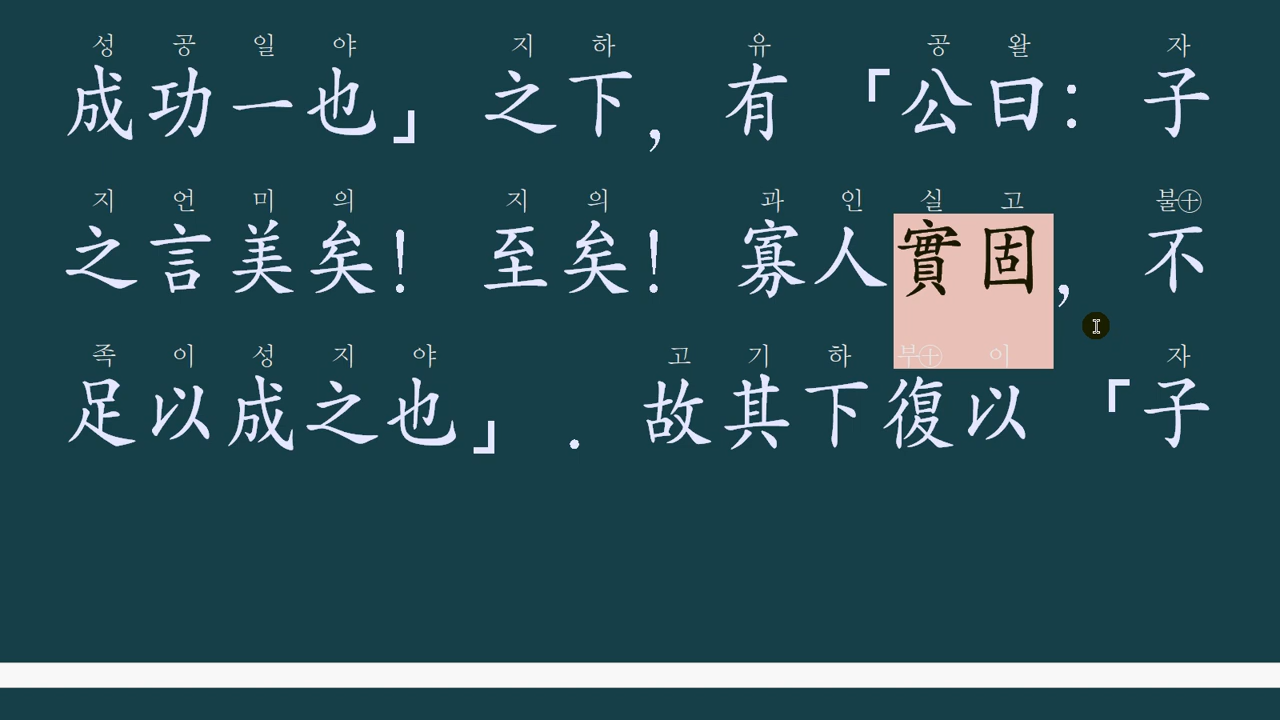 성 공 일 야 지 하 유 공 왈 자
成功一也」之下, 有「公曰: 子
지 언 미 의 지 의 과 인 실 고 불㊉
之言美矣! 至矣! 寡人實固, 不
족 이 성 지 야 고 기 하 부㊉ 이 자
足以成之也」. 故其下復以「子